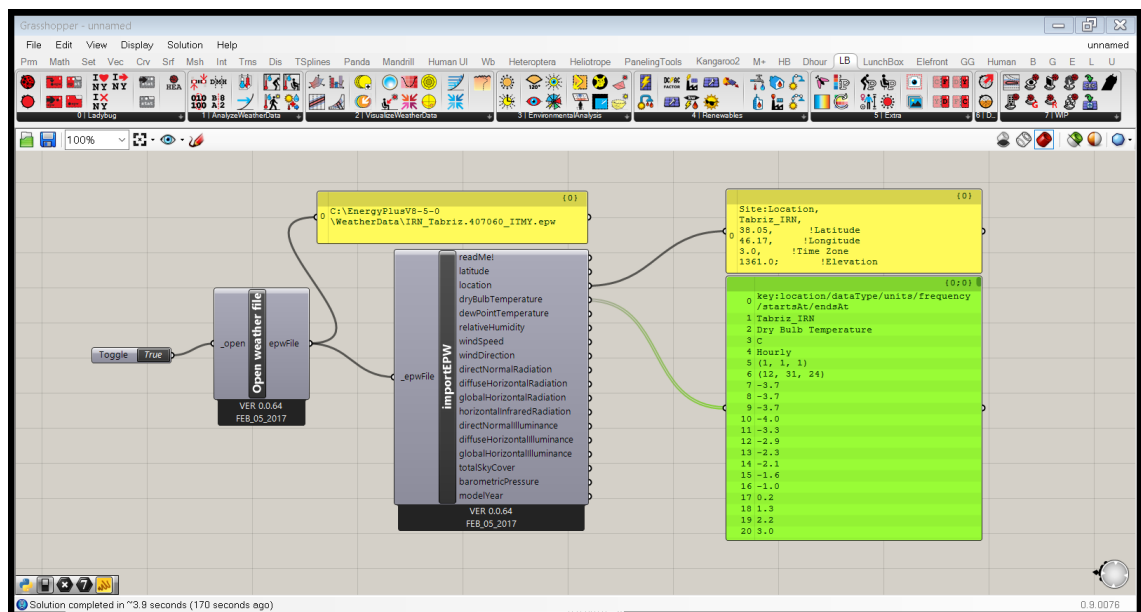 Grasshopper - unnamed
File Edit View Display Solution Help unnamed
Prm Math Set Vec Crv Srf Msh Int Trns Dis TSplines Panda Mandrill Human UI Wb Heteroptera Heliotrope PanelingTools Kangaroo2 M+ HB Dhour LB LunchBox Elefront GG Human B G E L U
0 | Ladybug 1 | AnalyzeWeatherData 2 | VisualizeWeatherData 3 | EnvironmentalAnalysis 4 | Renewables 5 | Extra 6 | D... 7 | WIP
100%
{0}
0 C:\EnergyPlusV8-5-0
\WeatherData\IRN_Tabriz.407060_ITMY.epw
Toggle True
_open Open weather file epwFile
VER 0.0.64
FEB_05_2017
_epwFile importEPW
readMe!
latitude
location
dryBulbTemperature
dewPointTemperature
relativeHumidity
windSpeed
windDirection
directNormalRadiation
diffuseHorizontalRadiation
globalHorizontalRadiation
horizontalInfraredRadiation
directNormalIlluminance
diffuseHorizontalIlluminance
globalHorizontalIlluminance
totalSkyCover
barometricPressure
modelYear
VER 0.0.64
FEB_05_2017
{0}
Site:Location,
Tabriz_IRN,
0 38.05, !Latitude
46.17, !Longitude
3.0, !Time Zone
1361.0; !Elevation
{0;0}
0 key:location/dataType/units/frequency
/startsAt/endsAt
1 Tabriz_IRN
2 Dry Bulb Temperature
3 C
4 Hourly
5 (1, 1, 1)
6 (12, 31, 24)
7 -3.7
8 -3.7
9 -3.7
10 -4.0
11 -3.3
12 -2.9
13 -2.3
14 -2.1
15 -1.6
16 -1.0
17 0.2
18 1.3
19 2.2
20 3.0
Solution completed in ~3.9 seconds (170 seconds ago) 0.9.0076